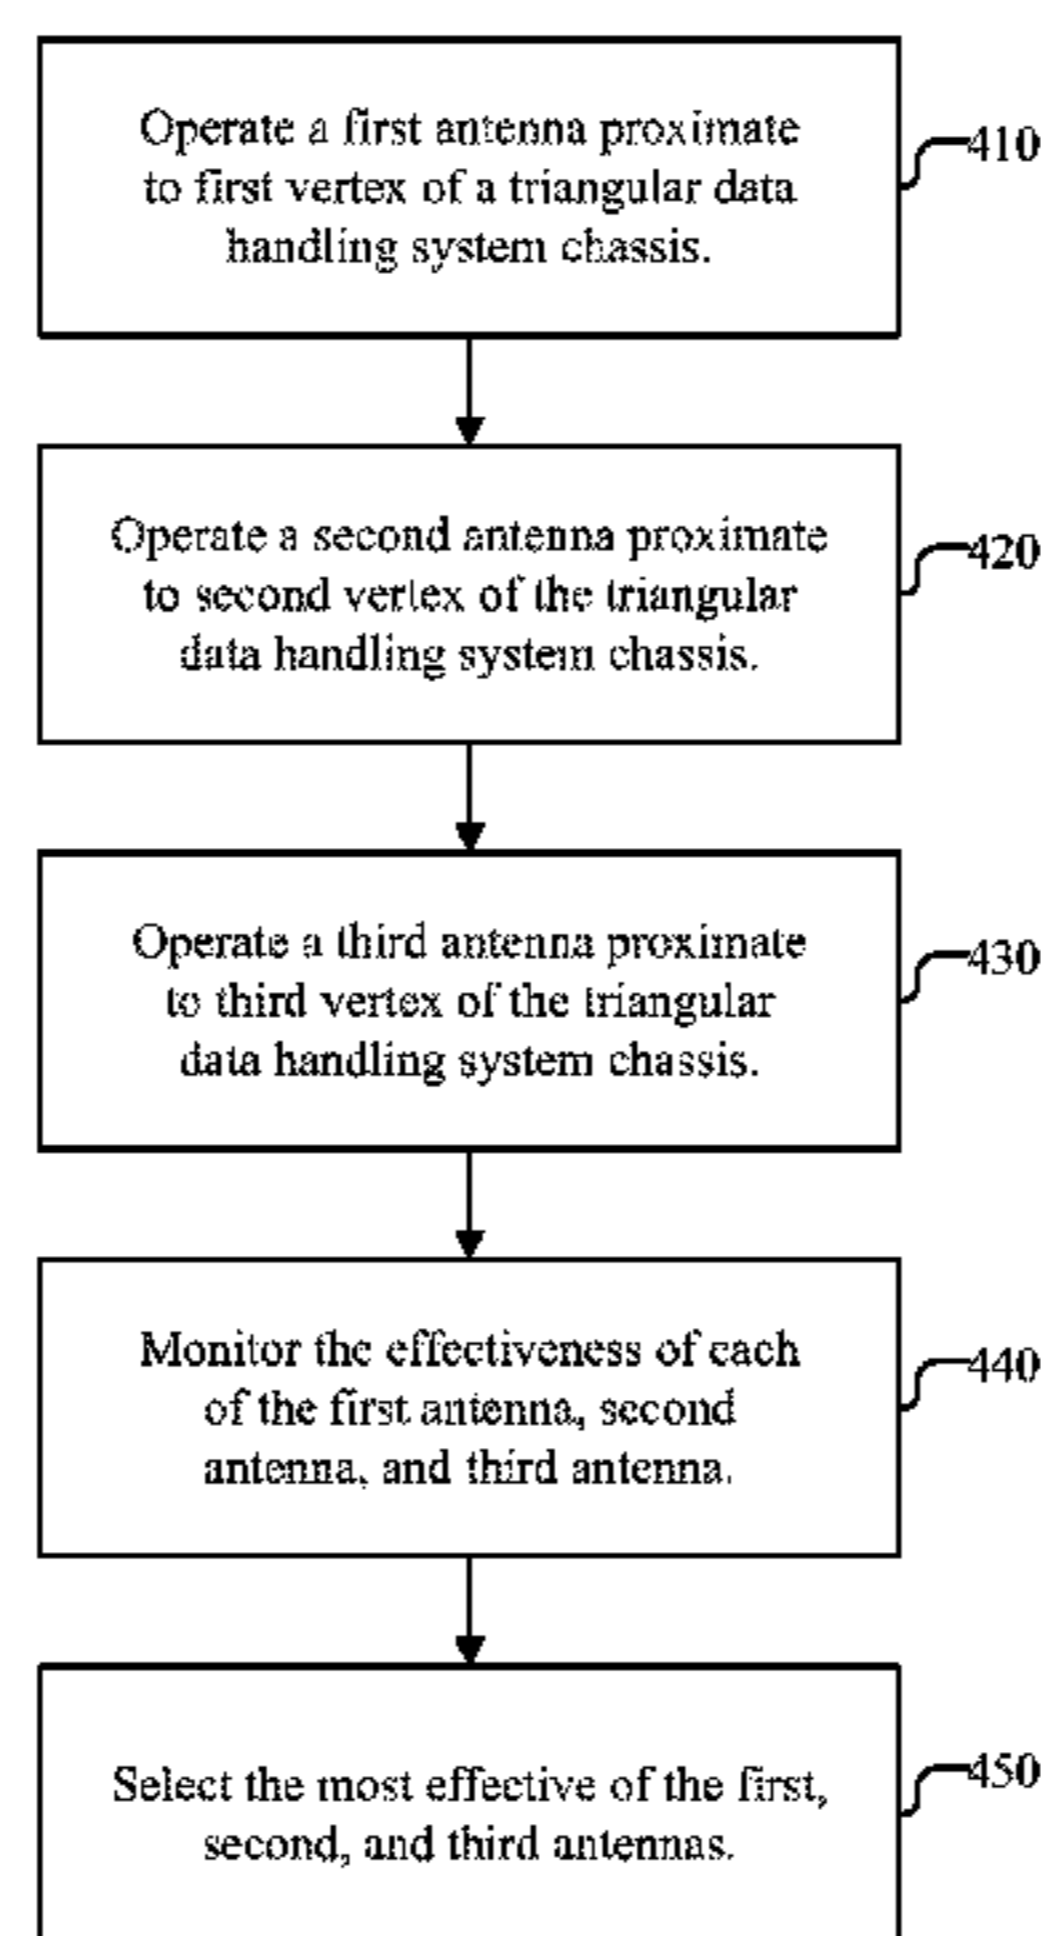 Operate a first antenna proximate
to first vertex of a triangular data
handling system chassis.
410
Operate a second antenna proximate
to second vertex of the triangular
data handling system chassis.
420
Operate a third antenna proximate
to third vertex of the triangular
data handling system chassis.
430
Monitor the effectiveness of each
of the first antenna, second
antenna, and third antenna.
440
Select the most effective of the first,
second, and third antennas.
450